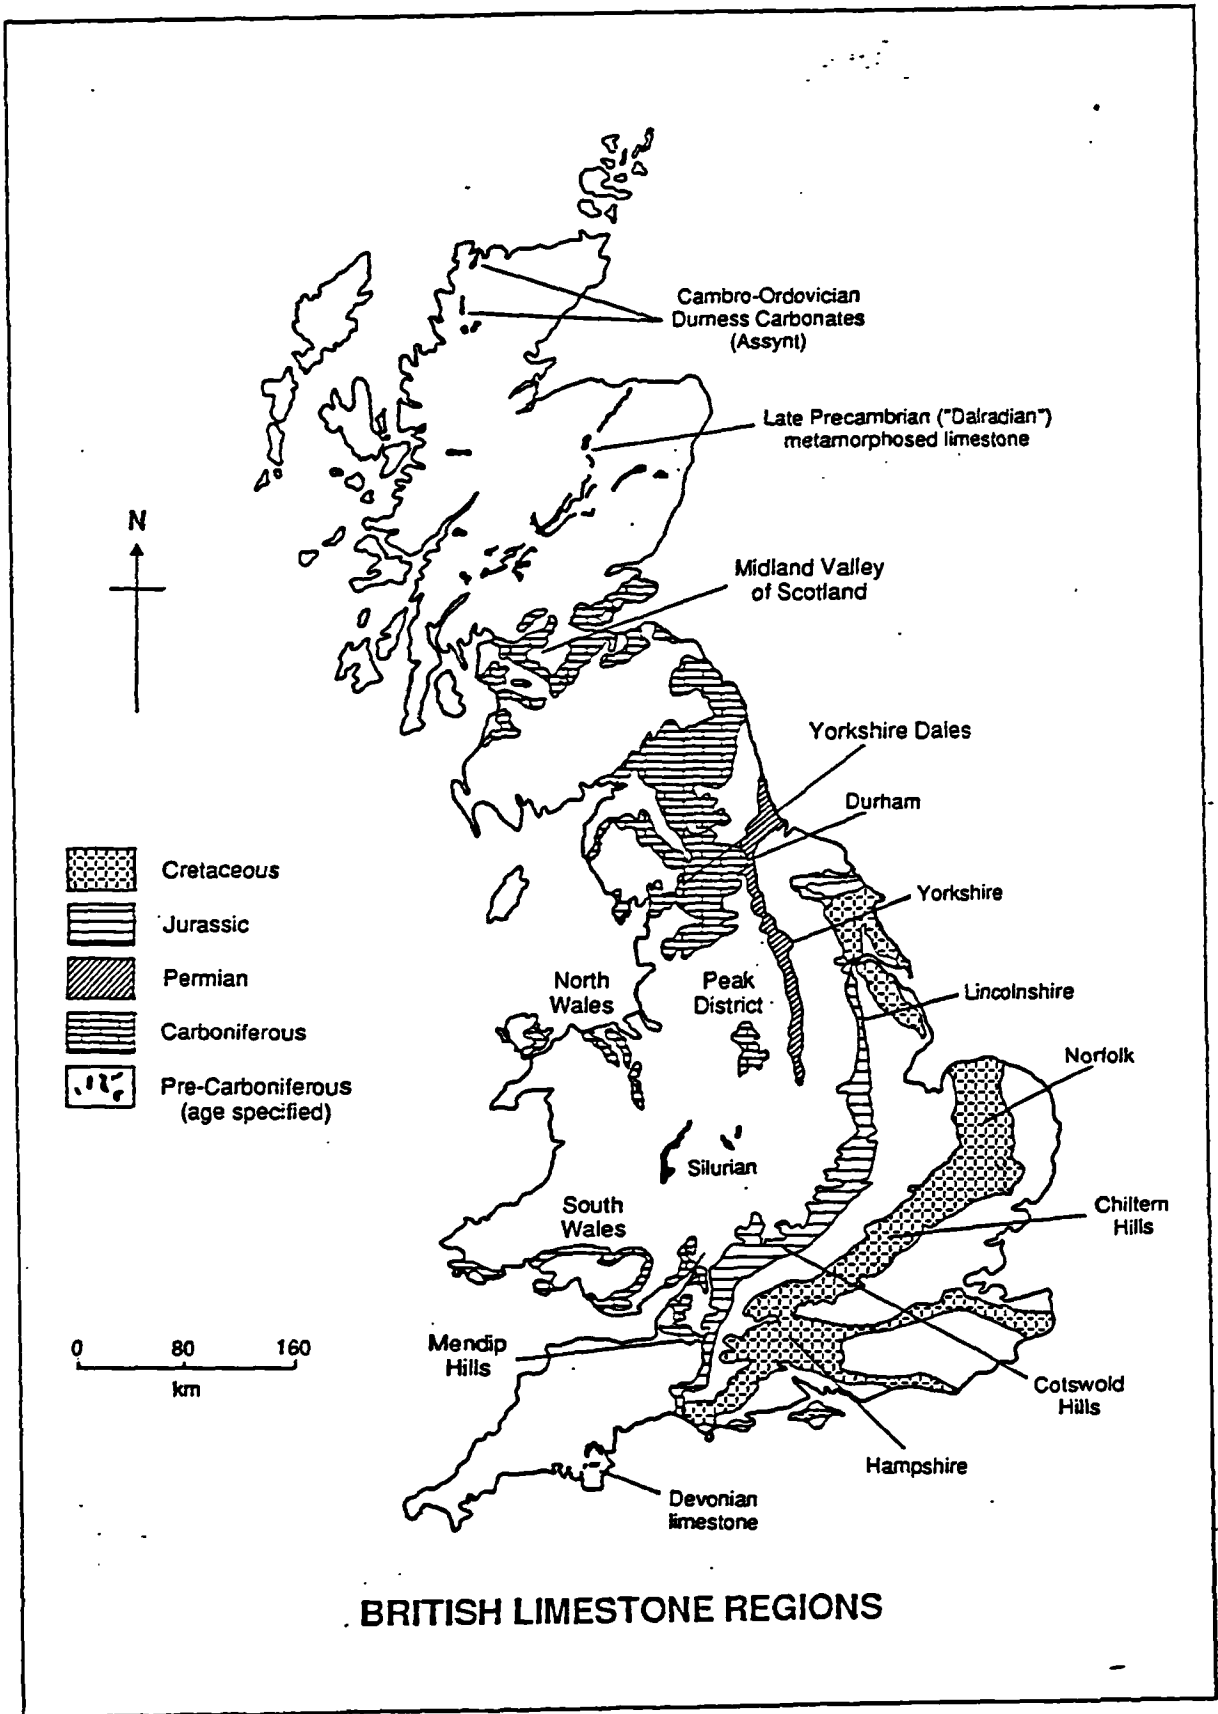 Cambro-Ordovician
Durness Carbonates
(Assynt)
Late Precambrian ("Dalradian")
metamorphosed limestone
N
Midland Valley
of Scotland
Yorkshire Dales
Durham
Cretaceous
Yorkshire
Jurassic
Permian
North
Wales
Peak
District
Lincolnshire
Carboniferous
Norfolk
Pre-Carboniferous
(age specified)
Silurian
South
Wales
Chiltern
Hills
Mendip
Hills
0 80 160
km
Cotswold
Hills
Hampshire
Devonian
limestone
BRITISH LIMESTONE REGIONS